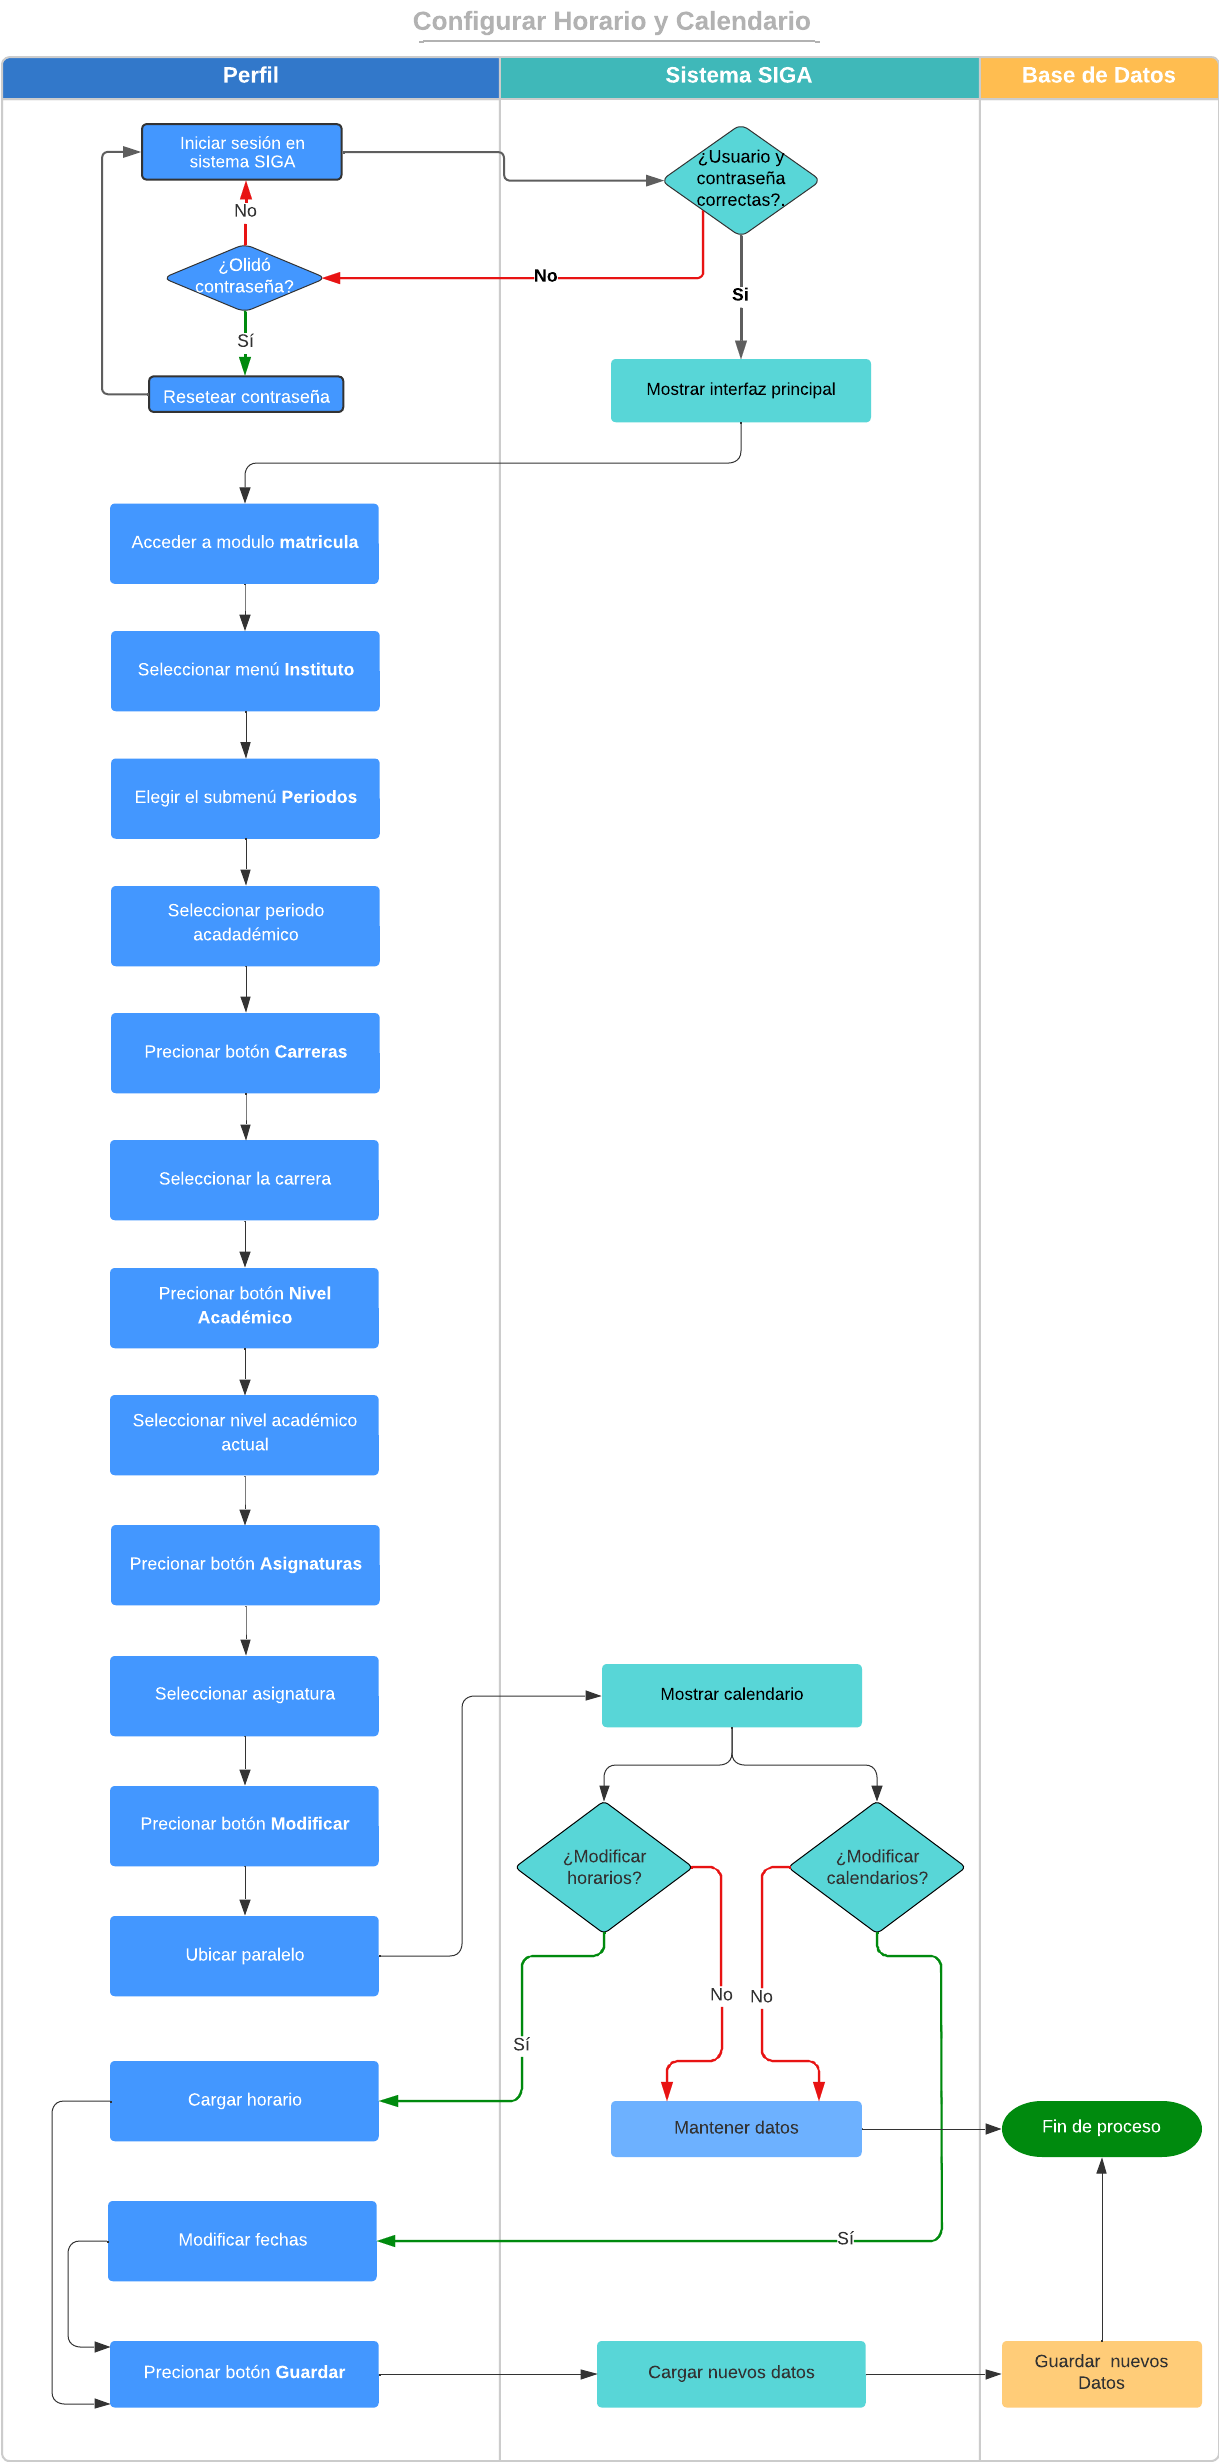 Configurar Horario y Calendario
Perfil
Sistema SIGA
Base de Datos
Iniciar sesión en
sistema SIGA
¿Usuario y
contraseña
correctas?.
No
¿Olidó
contraseña?
No
Si
Sí
Resetear contraseña
Mostrar interfaz principal
Acceder a modulo matricula
Seleccionar menú Instituto
Elegir el submenú Periodos
Seleccionar periodo
acadadémico
Precionar botón Carreras
Seleccionar la carrera
Precionar botón Nivel
Académico
Seleccionar nivel académico
actual
Precionar botón Asignaturas
Seleccionar asignatura
Mostrar calendario
Precionar botón Modificar
¿Modificar
horarios?
¿Modificar
calendarios?
Ubicar paralelo
No
No
Sí
Cargar horario
Mantener datos
Fin de proceso
Modificar fechas
Sí
Precionar botón Guardar
Cargar nuevos datos
Guardar nuevos
Datos